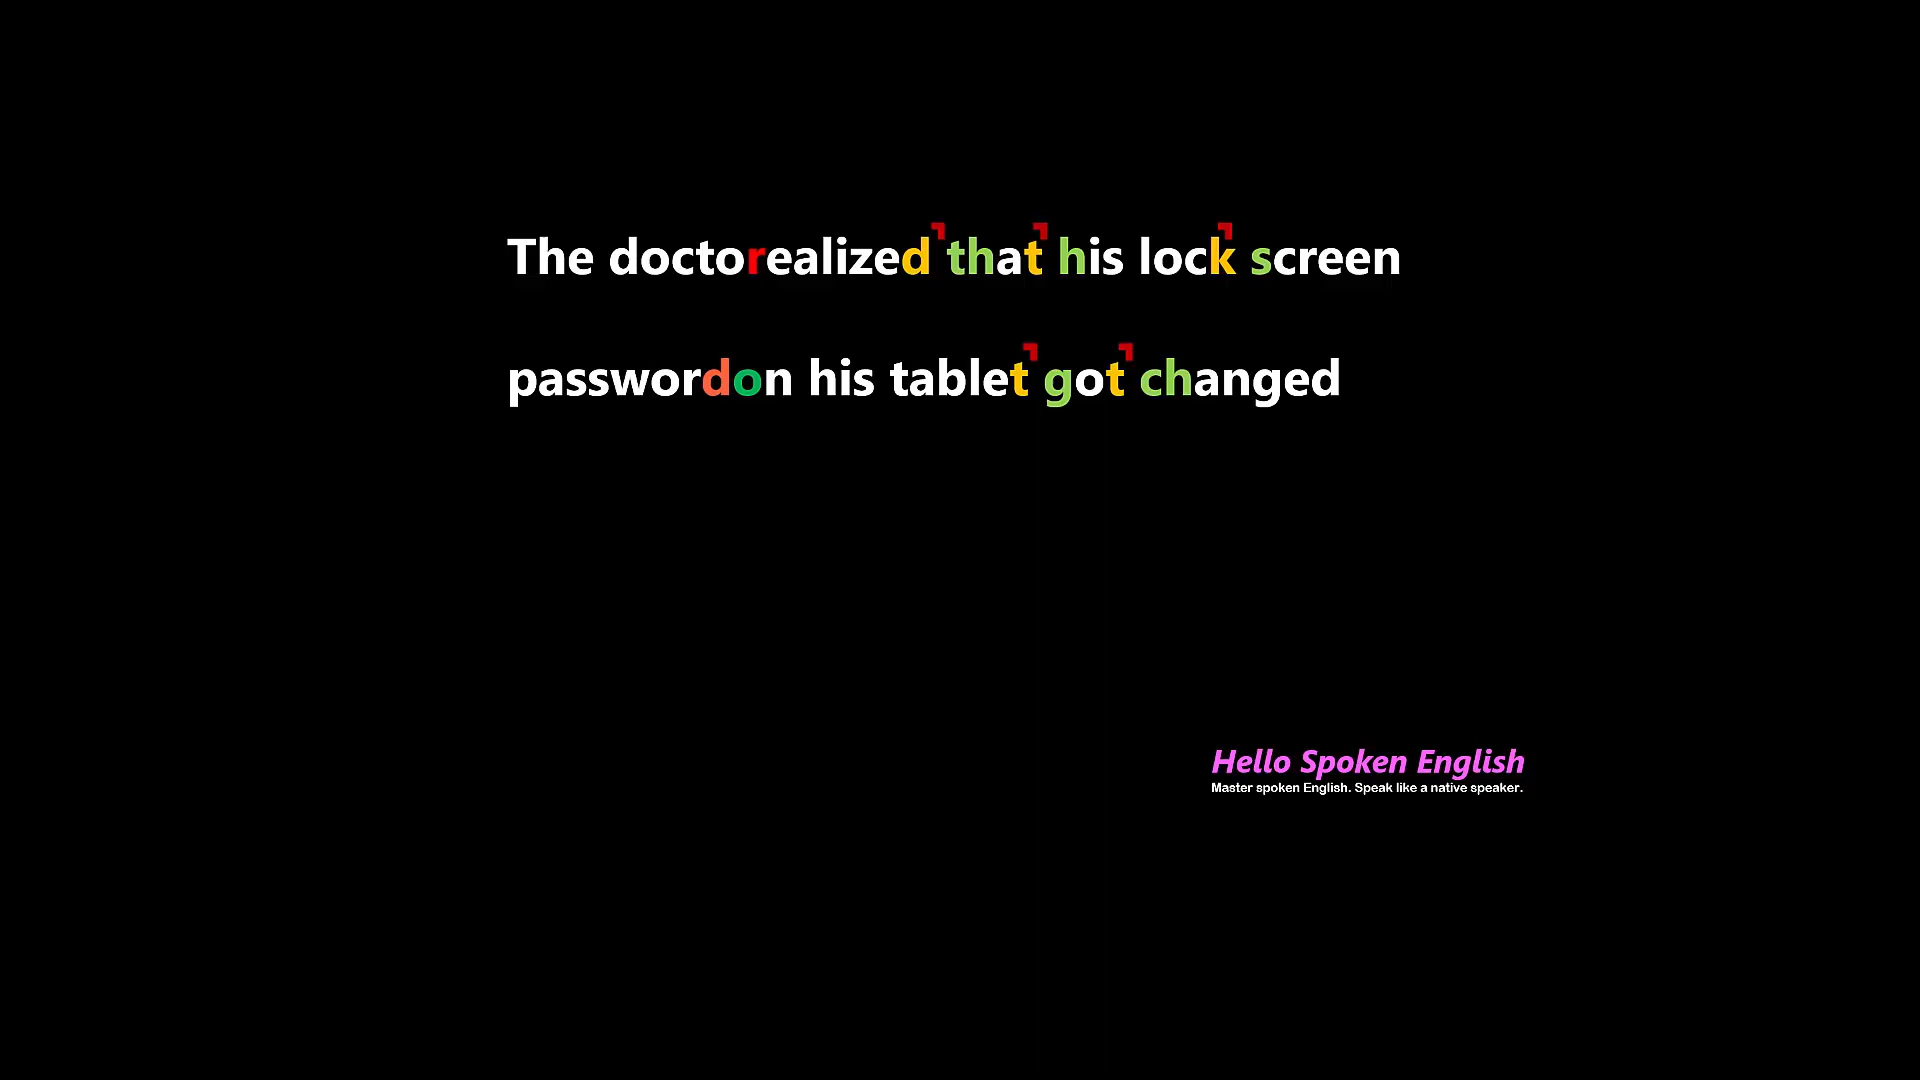 The doctorealized that his lock screen
passwordon his tablet got changed
Hello Spoken English
Master spoken English. Speak like a native speaker.